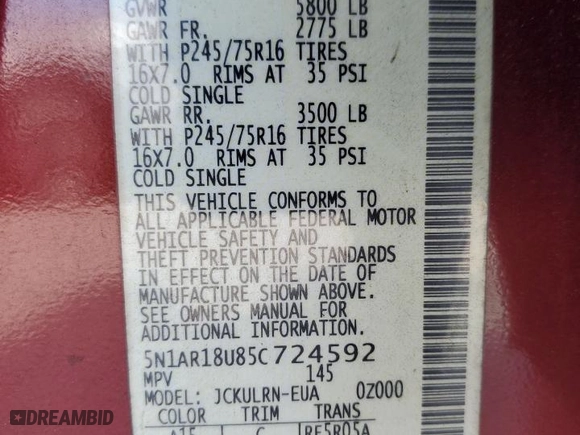 GVWR 5800 LB
GAWR FR. 2775 LB
WITH P245/75R16 TIRES
16X7.0 RIMS AT 35 PSI
COLD SINGLE
GAWR RR. 3500 LB
WITH P245/75R16 TIRES
16X7.0 RIMS AT 35 PSI
COLD SINGLE
THIS VEHICLE CONFORMS TO
ALL APPLICABLE FEDERAL MOTOR
VEHICLE SAFETY AND
THEFT PREVENTION STANDARDS
IN EFFECT ON THE DATE OF
MANUFACTURE SHOWN ABOVE.
SEE OWNERS MANUAL FOR
ADDITIONAL INFORMATION.
5N1AR18U85C724592
MPV 145
MODEL: JCKULRN-EUA 0Z000
COLOR TRIM TRANS
A15 G RE5R05A
DREAMBID